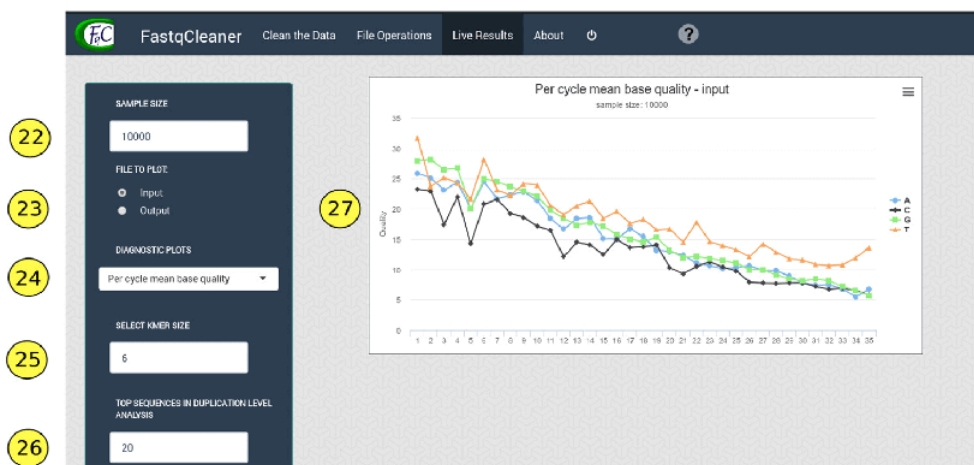 FqC FastqCleaner Clean the Data File Operations Live Results About ?
SAMPLE SIZE
22 10000
FILE TO PLOT:
Input
23 Output
DIAGNOSTIC PLOTS
24 Per cycle mean base quality
SELECT KMER SIZE
25 6
TOP SEQUENCES IN DUPLICATION LEVEL
ANALYSIS
26 20
27
Per cycle mean base quality - input
sample size: 10000
Quality
35
30
25
20
15
10
5
0
1 2 3 4 5 6 7 8 9 10 11 12 13 14 15 16 17 18 19 20 21 22 23 24 25 26 27 28 29 30 31 32 33 34 35
A
C
G
T